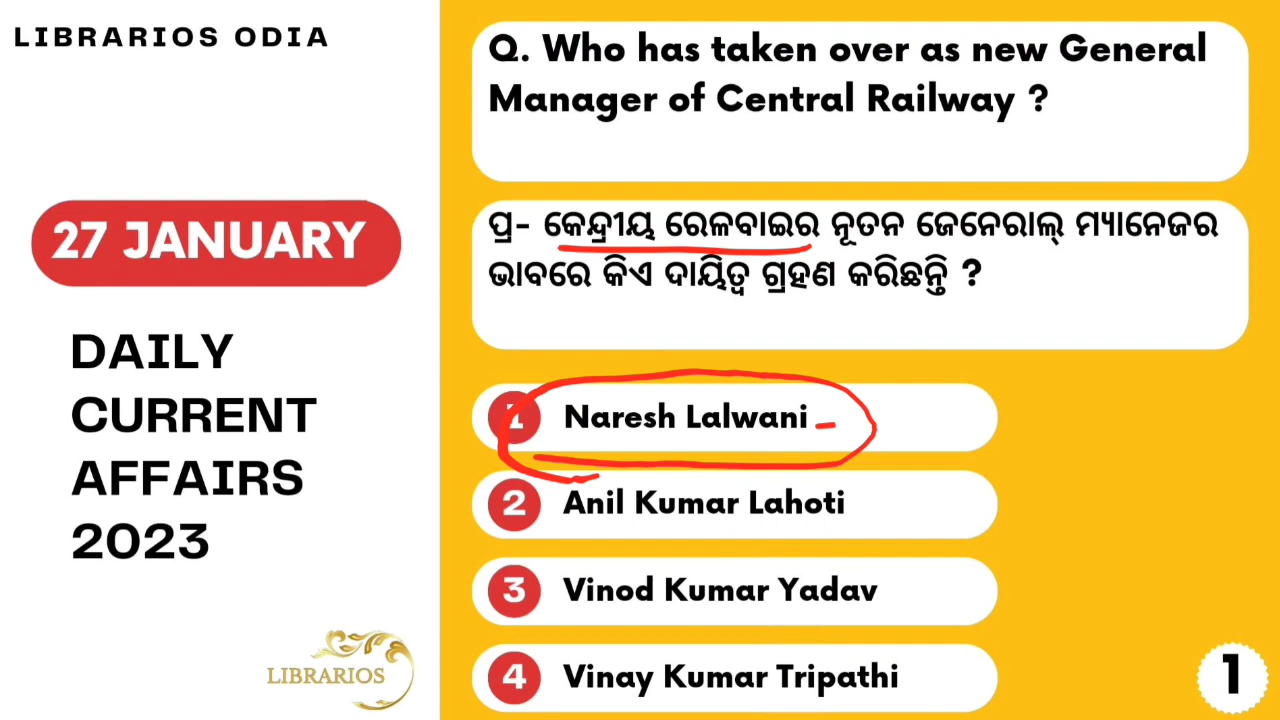 LIBRARIOS ODIA
27 JANUARY
DAILY
CURRENT
AFFAIRS
2023
LIBRARIOS
Q. Who has taken over as new General
Manager of Central Railway ?
ପ୍ର- କେନ୍ଦ୍ରୀୟ ରେଳବାଇର ନୂତନ ଜେନେରାଲ୍ ମ୍ୟାନେଜର
ଭାବରେ କିଏ ଦାୟିତ୍ୱ ଗ୍ରହଣ କରିଛନ୍ତି ?
1 Naresh Lalwani
2 Anil Kumar Lahoti
3 Vinod Kumar Yadav
4 Vinay Kumar Tripathi
1